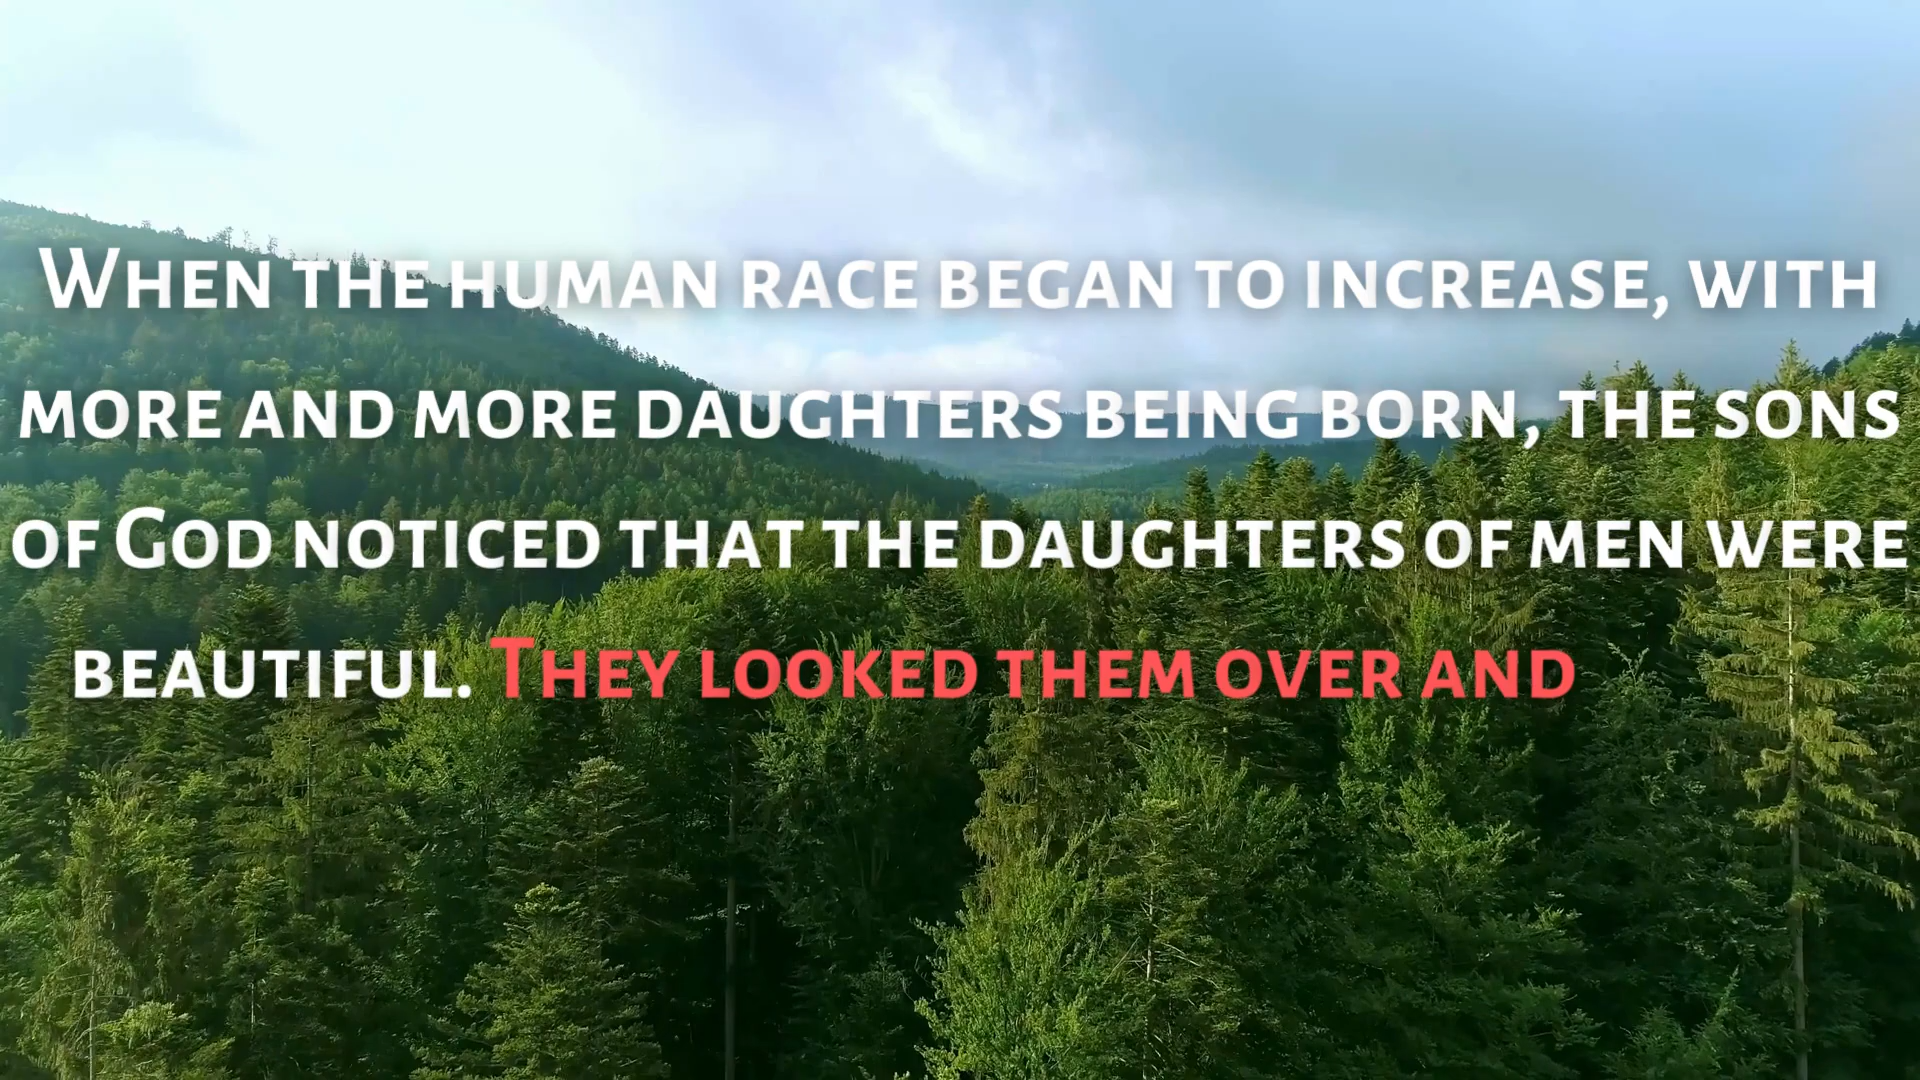 When the human race began to increase, with
more and more daughters being born, the sons
of God noticed that the daughters of men were
beautiful. They looked them over and